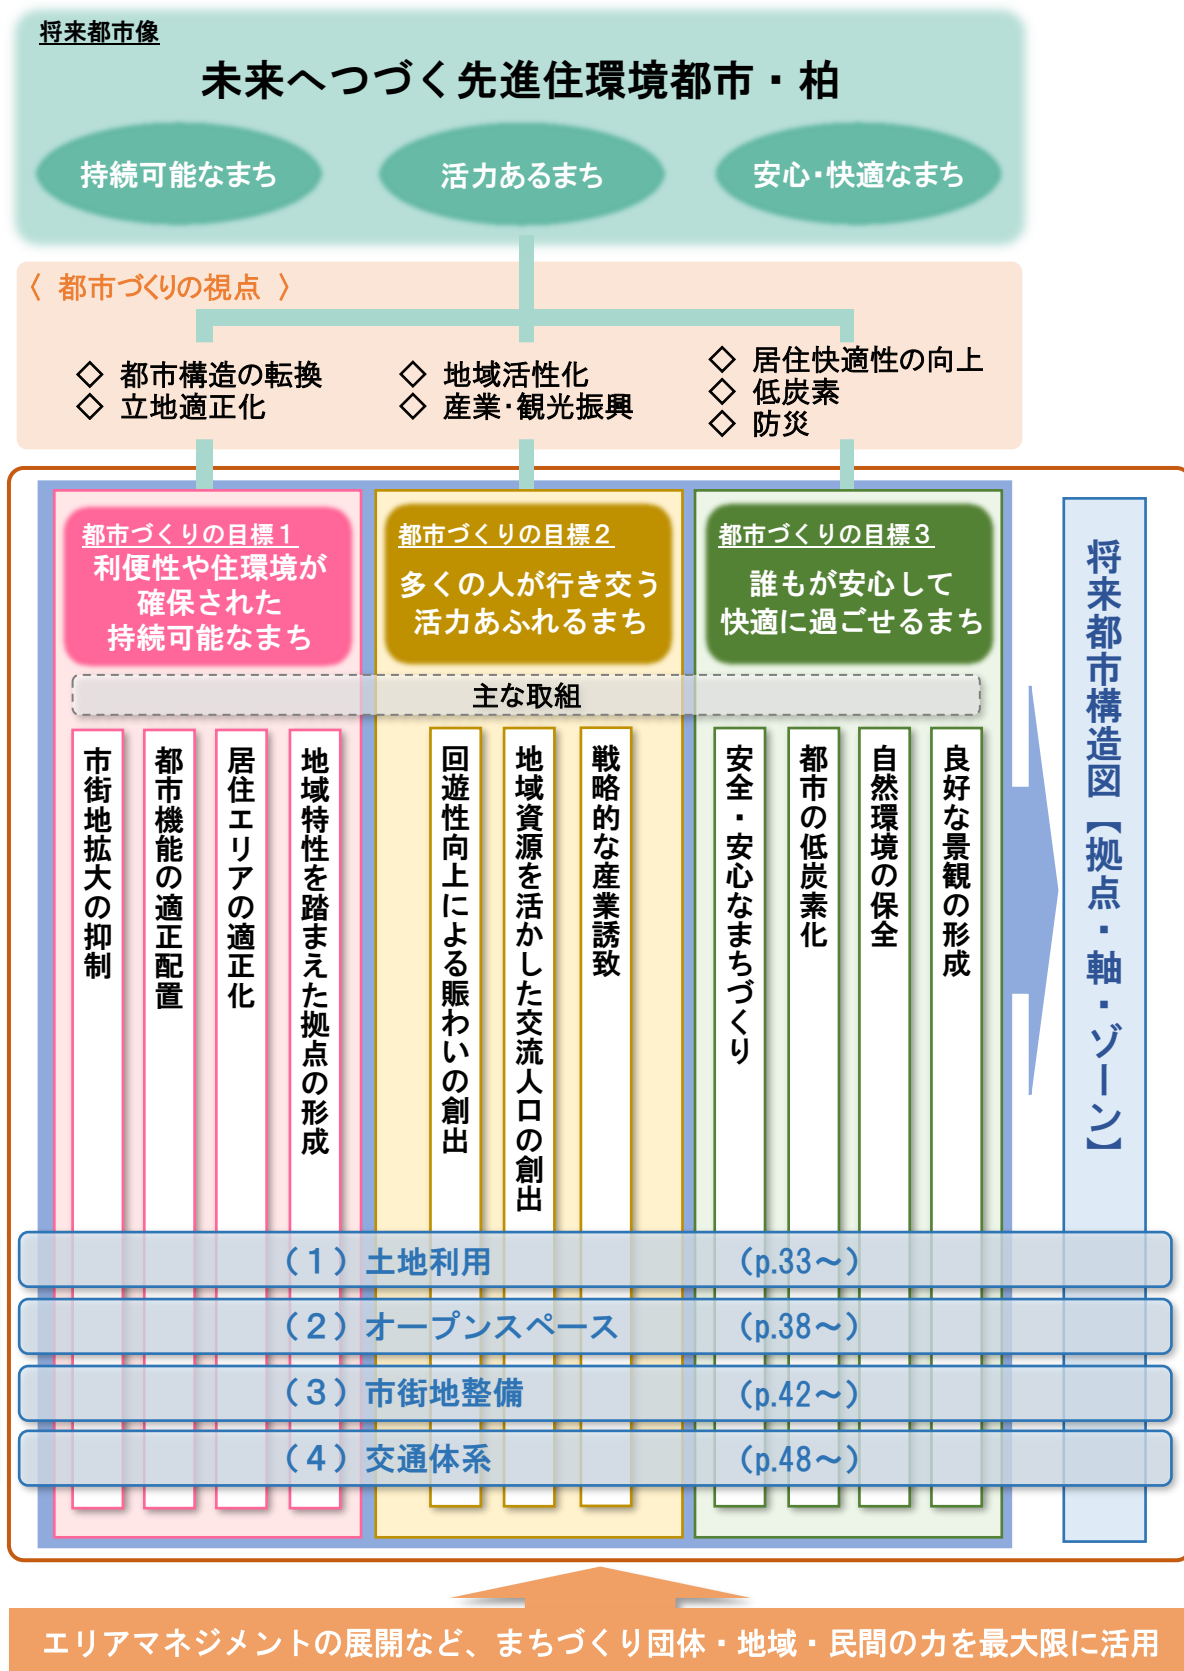 将来都市像
未来へつづく先進住環境都市・柏
持続可能なまち
活力あるまち
安心・快適なまち
〈 都市づくりの視点 〉
◇ 都市構造の転換
◇ 立地適正化
◇ 地域活性化
◇ 産業・観光振興
◇ 居住快適性の向上
◇ 低炭素
◇ 防災
都市づくりの目標１
利便性や住環境が
確保された
持続可能なまち
都市づくりの目標２
多くの人が行き交う
活力あふれるまち
都市づくりの目標３
誰もが安心して
快適に過ごせるまち
主な取組
市街地拡大の抑制
都市機能の適正配置
居住エリアの適正化
地域特性を踏まえた拠点の形成
回遊性向上による賑わいの創出
地域資源を活かした交流人口の創出
戦略的な産業誘致
安全・安心なまちづくり
都市の低炭素化
自然環境の保全
良好な景観の形成
将来都市構造図【拠点・軸・ゾーン】
（１）土地利用 （p.33～）
（２）オープンスペース （p.38～）
（３）市街地整備 （p.42～）
（４）交通体系 （p.48～）
エリアマネジメントの展開など、まちづくり団体・地域・民間の力を最大限に活用